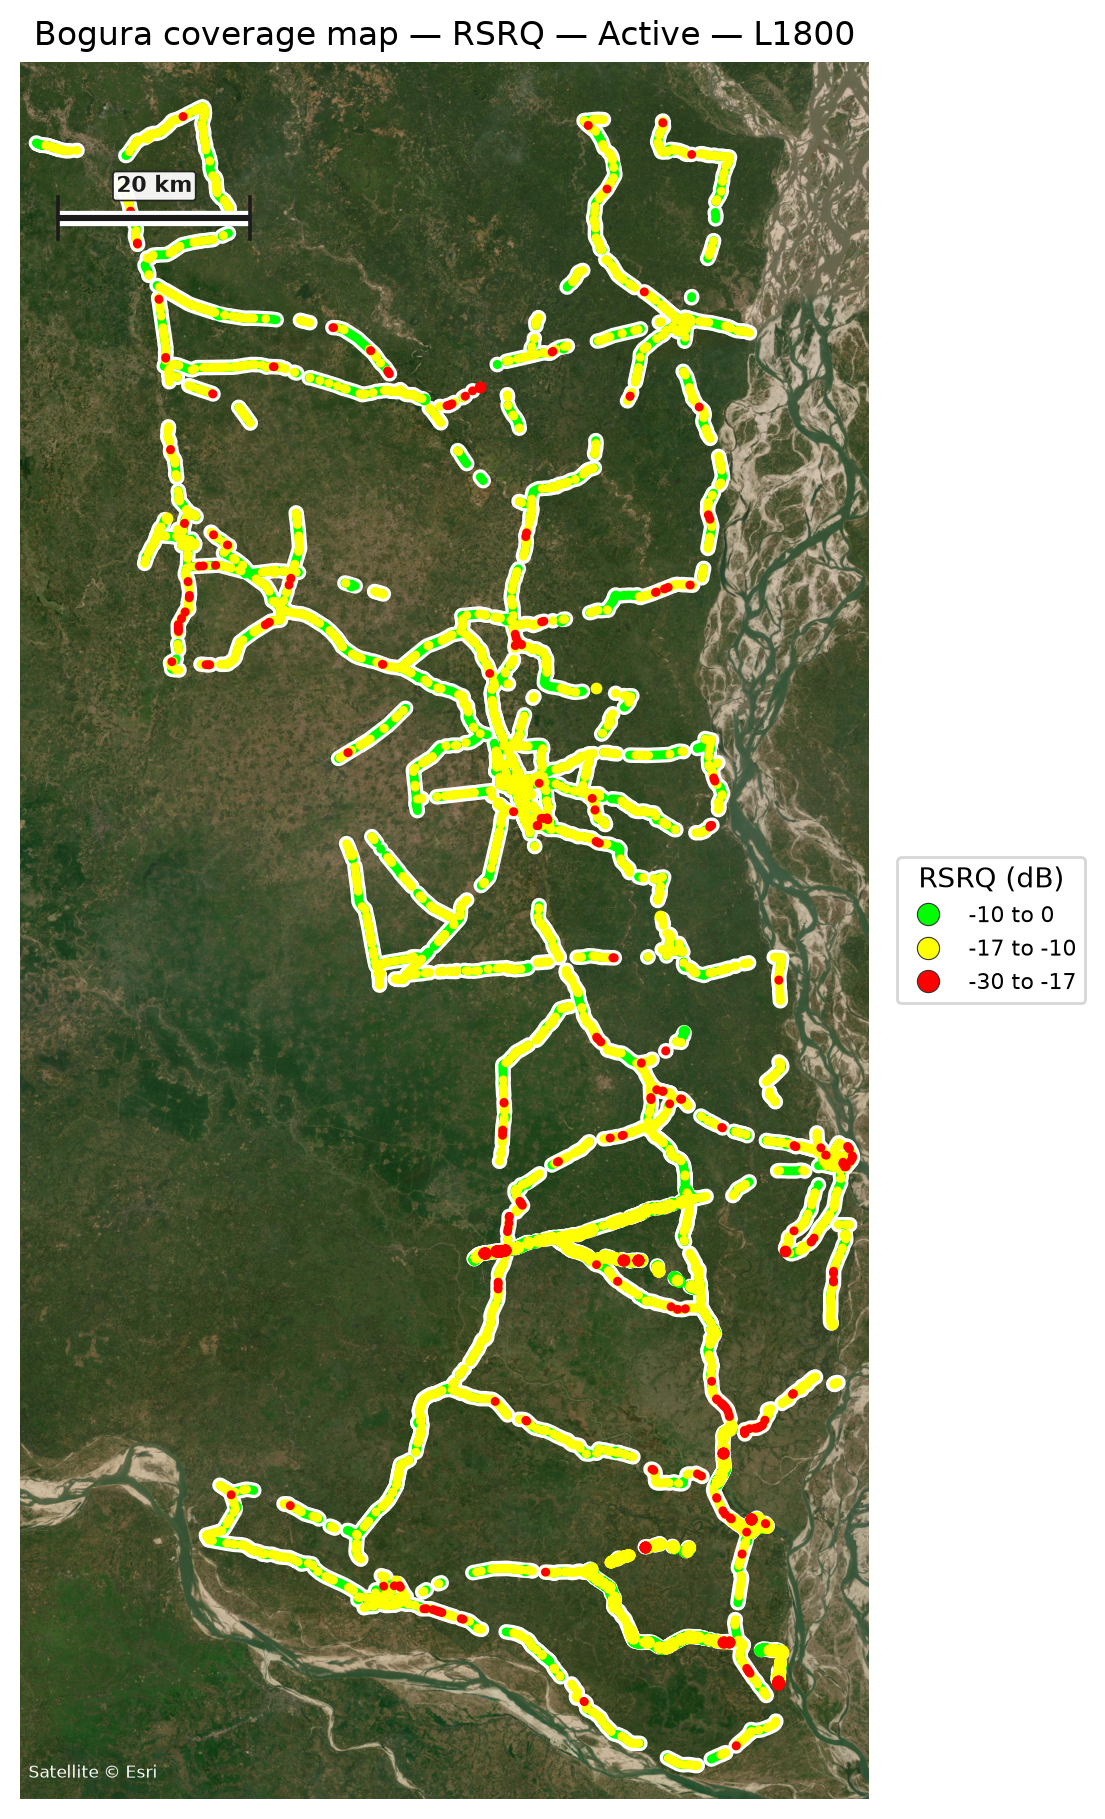 Bogura coverage map — RSRQ — Active — L1800
20 km
RSRQ (dB)
-10 to 0
-17 to -10
-30 to -17
Satellite © Esri